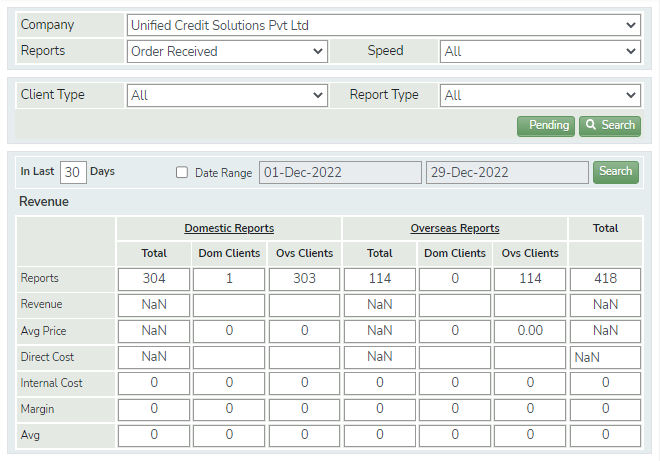 Company Unified Credit Solutions Pvt Ltd
Reports Order Received Speed All
Client Type All Report Type All
Pending Search
In Last 30 Days Date Range 01-Dec-2022 29-Dec-2022 Search
Revenue
Domestic Reports Overseas Reports Total
Total Dom Clients Ovs Clients Total Dom Clients Ovs Clients
Reports 304 1 303 114 0 114 418
Revenue NaN NaN NaN
Avg Price NaN 0 0 NaN 0 0.00 NaN
Direct Cost NaN NaN NaN
Internal Cost 0 0 0 0 0 0 0
Margin 0 0 0 0 0 0 0
Avg 0 0 0 0 0 0 0